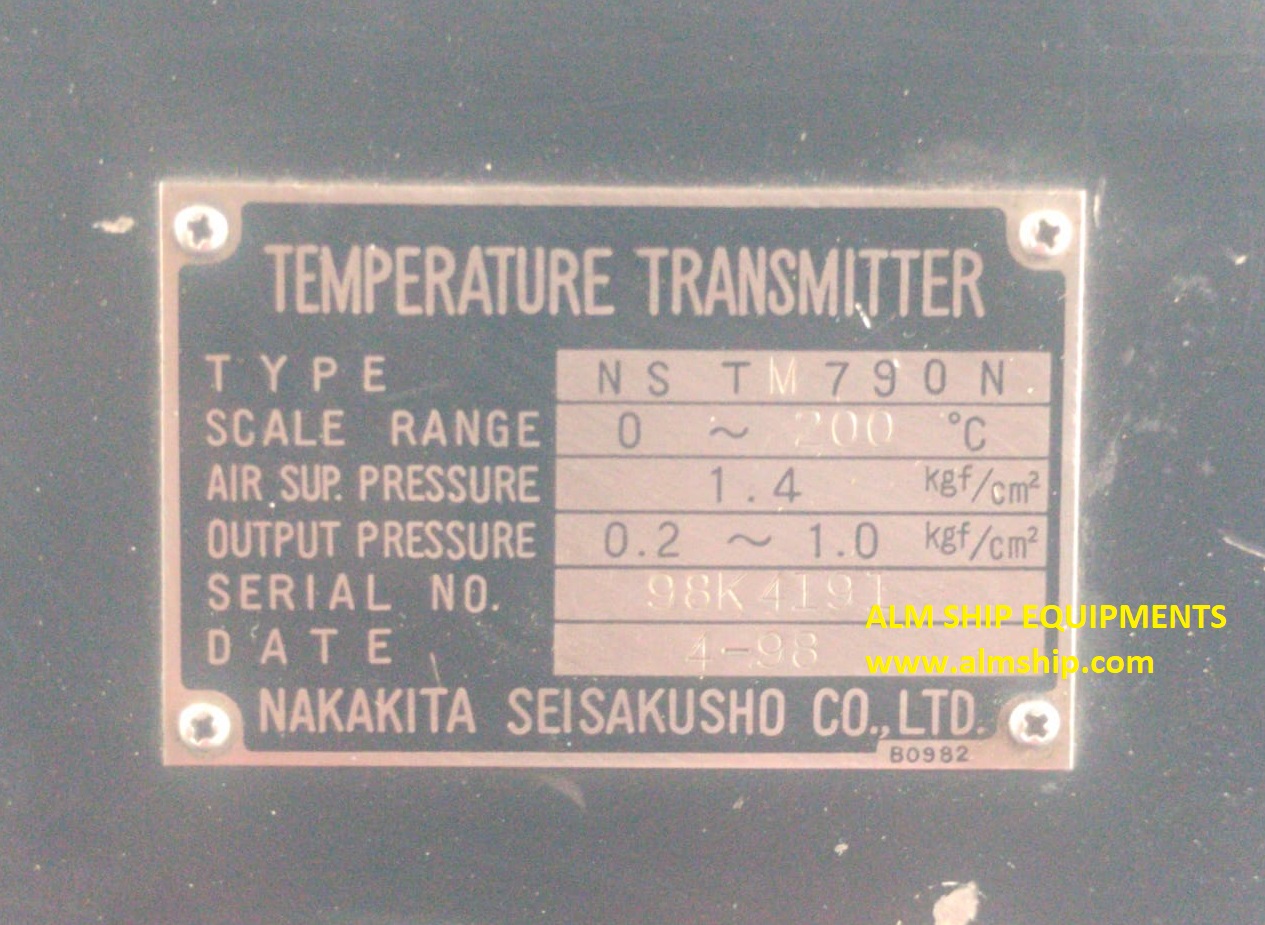 TEMPERATURE TRANSMITTER
TYPE NS TM790N
SCALE RANGE 0 ~ 200 °C
AIR SUP. PRESSURE 1.4 kgf/cm²
OUTPUT PRESSURE 0.2 ~ 1.0 kgf/cm²
SERIAL NO. 98K4191
DATE 4-98
NAKAKITA SEISAKUSHO CO., LTD.
B0982
ALM SHIP EQUIPMENTS
www.almship.com